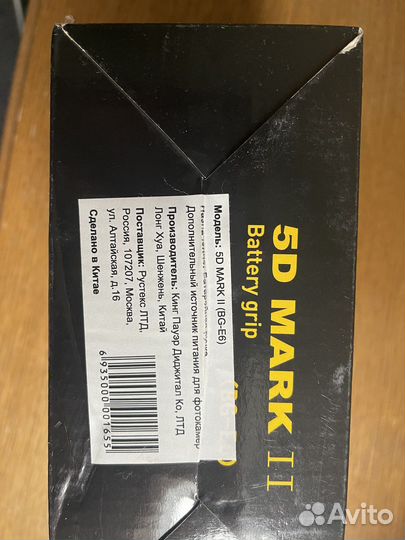 5D MARK II
Battery grip
Модель: 5D MARK II (BG-E6)
Дополнительный источник питания для фотокамер
Производитель: Кинг Пауэр Диджитал Ко, ЛТД
Лонг Хуа, Шенжень, Китай
Поставщик: Рустекс ЛТД.
Россия, 107207, Москва,
ул. Алтайская, д.16
Сделано в Китае
6935000001655
Avito